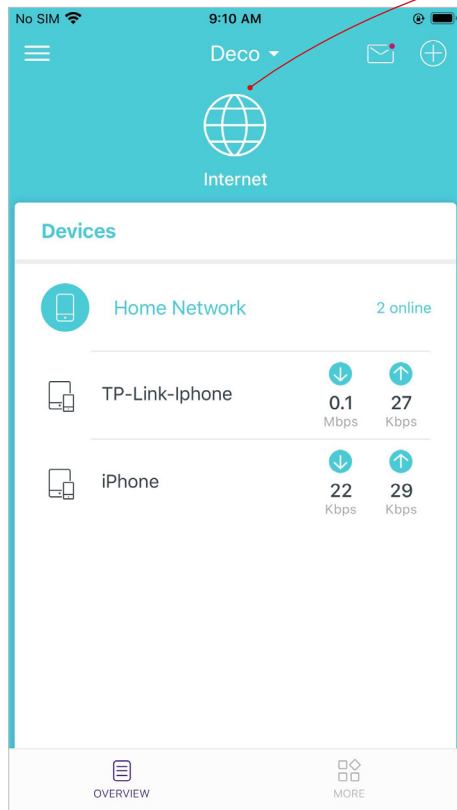 No SIM 9:10 AM
Deco
Internet
Devices
Home Network 2 online
TP-Link-Iphone 0.1 27
Mbps Kbps
iPhone 22 29
Kbps Kbps
OVERVIEW MORE